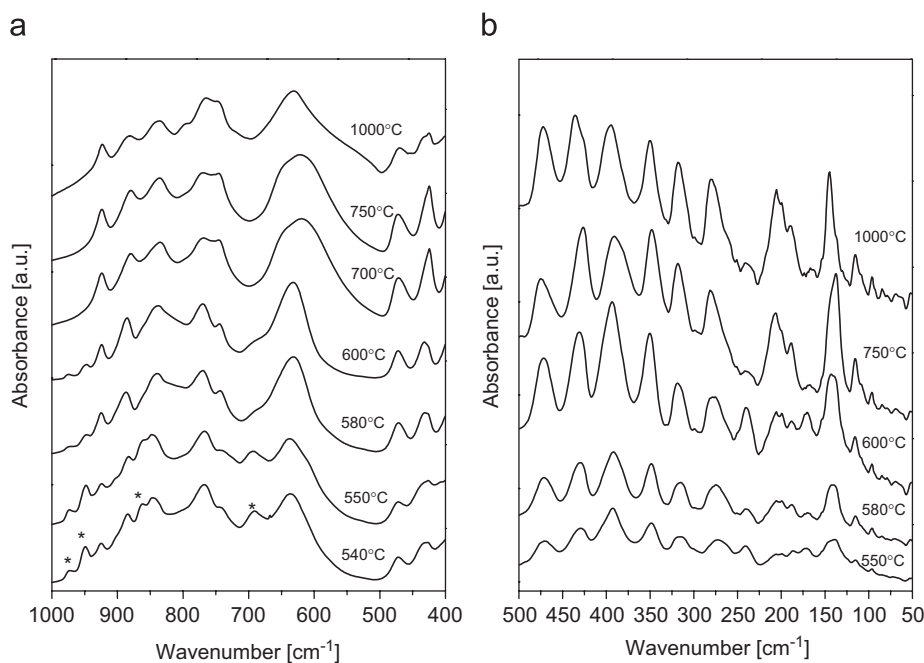 a
b
1000°C
750°C
700°C
600°C
580°C
550°C
540°C
*
*
*
*
Absorbance [a.u.]
1000 900 800 700 600 500 400
Wavenumber [cm⁻¹]
1000°C
750°C
600°C
580°C
550°C
Absorbance [a.u.]
500 450 400 350 300 250 200 150 100 50
Wavenumber [cm⁻¹]